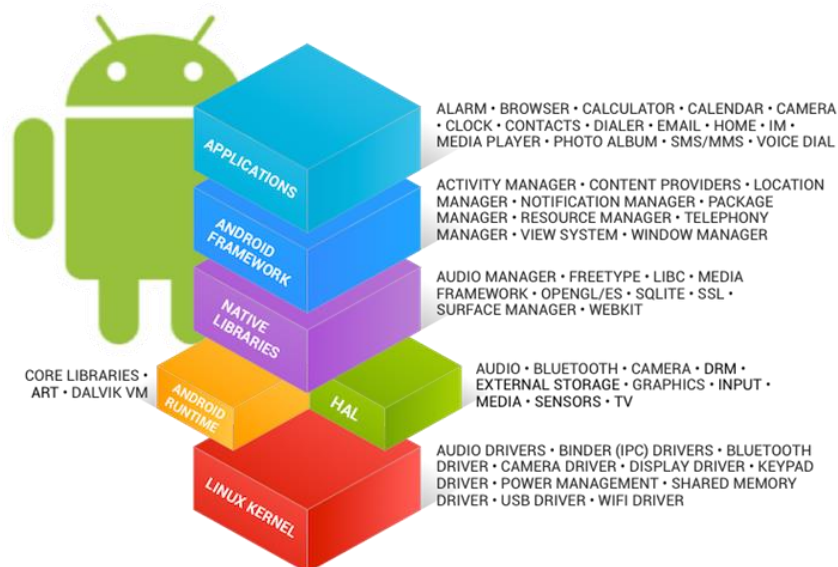 APPLICATIONS
ALARM • BROWSER • CALCULATOR • CALENDAR • CAMERA
• CLOCK • CONTACTS • DIALER • EMAIL • HOME • IM •
MEDIA PLAYER • PHOTO ALBUM • SMS/MMS • VOICE DIAL
ANDROID
FRAMEWORK
ACTIVITY MANAGER • CONTENT PROVIDERS • LOCATION
MANAGER • NOTIFICATION MANAGER • PACKAGE
MANAGER • RESOURCE MANAGER • TELEPHONY
MANAGER • VIEW SYSTEM • WINDOW MANAGER
NATIVE
LIBRARIES
AUDIO MANAGER • FREETYPE • LIBC • MEDIA
FRAMEWORK • OPENGL/ES • SQLITE • SSL •
SURFACE MANAGER • WEBKIT
CORE LIBRARIES •
ART • DALVIK VM
ANDROID
RUNTIME
HAL
AUDIO • BLUETOOTH • CAMERA • DRM •
EXTERNAL STORAGE • GRAPHICS • INPUT •
MEDIA • SENSORS • TV
LINUX KERNEL
AUDIO DRIVERS • BINDER (IPC) DRIVERS • BLUETOOTH
DRIVER • CAMERA DRIVER • DISPLAY DRIVER • KEYPAD
DRIVER • POWER MANAGEMENT • SHARED MEMORY
DRIVER • USB DRIVER • WIFI DRIVER